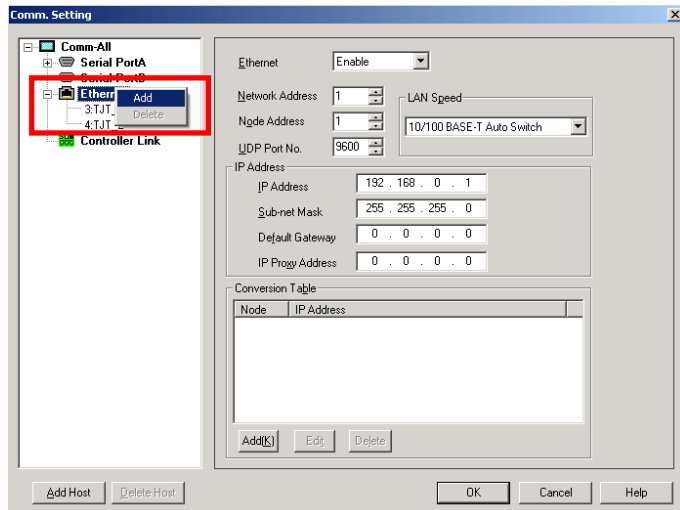 Comm. Setting
Comm-All
Serial PortA
Serial PortB
Ethern
Add
Delete
3:TJT_
4:TJT_2
Controller Link
Ethernet
Enable
Network Address
1
Node Address
1
UDP Port No.
9600
LAN Speed
10/100 BASE-T Auto Switch
IP Address
IP Address
192 . 168 . 0 . 1
Sub-net Mask
255 . 255 . 255 . 0
Default Gateway
0 . 0 . 0 . 0
IP Proxy Address
0 . 0 . 0 . 0
Conversion Table
Node
IP Address
Add(K)
Edit
Delete
Add Host
Delete Host
OK
Cancel
Help